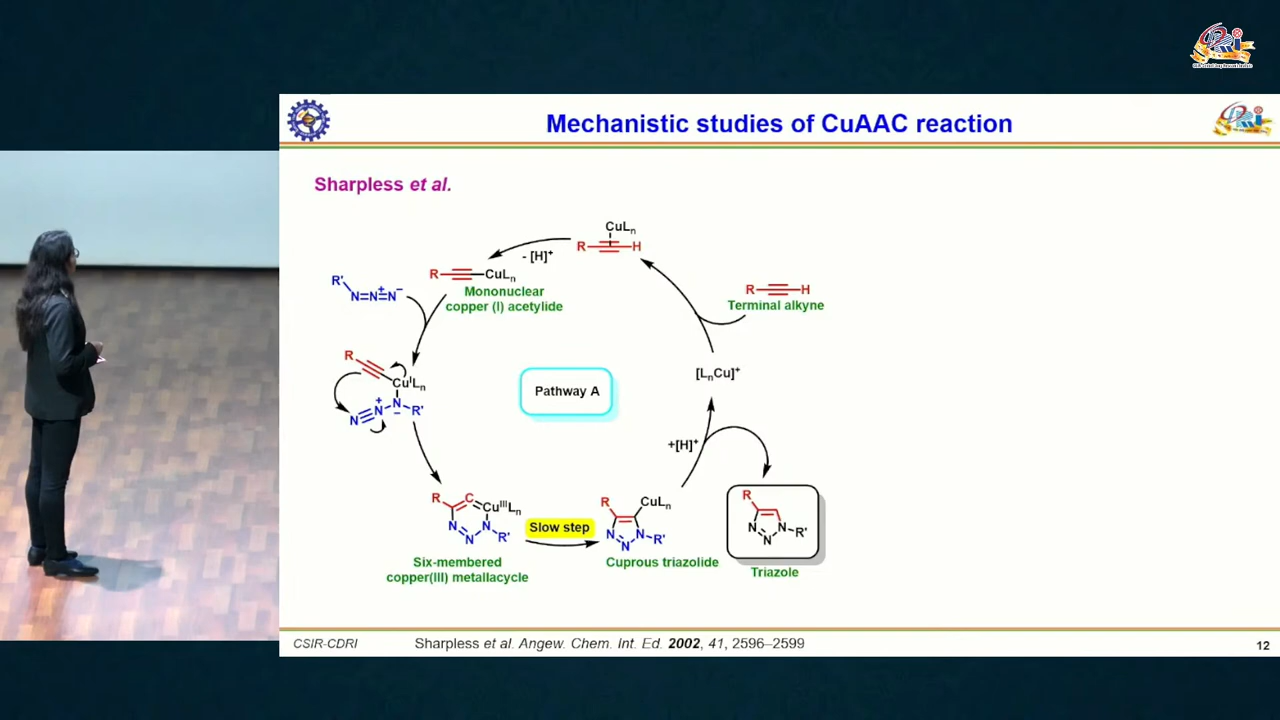 Mechanistic studies of CuAAC reaction
Sharpless et al.
CuLn
R H
- [H]+
R CuLn
Mononuclear
copper (I) acetylide
R'
N=N=N
+ −
R H
Terminal alkyne
R
CuILn
N N N R'
+ −
Pathway A
[LnCu]+
+[H]+
R C CuIIILn
N N N R'
Six-membered
copper(III) metallacycle
Slow step
R CuLn
N N N R'
Cuprous triazolide
R
N N N R'
Triazole
CSIR-CDRI
Sharpless et al. Angew. Chem. Int. Ed. 2002, 41, 2596–2599
12